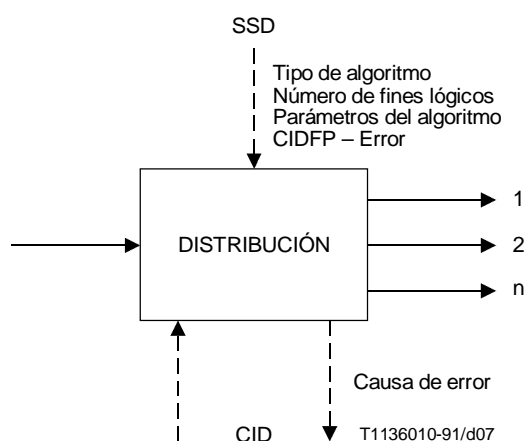 SSD
Tipo de algoritmo
Número de fines lógicos
Parámetros del algoritmo
CIDFP – Error
DISTRIBUCIÓN
1
2
n
Causa de error
CID
T1136010-91/d07